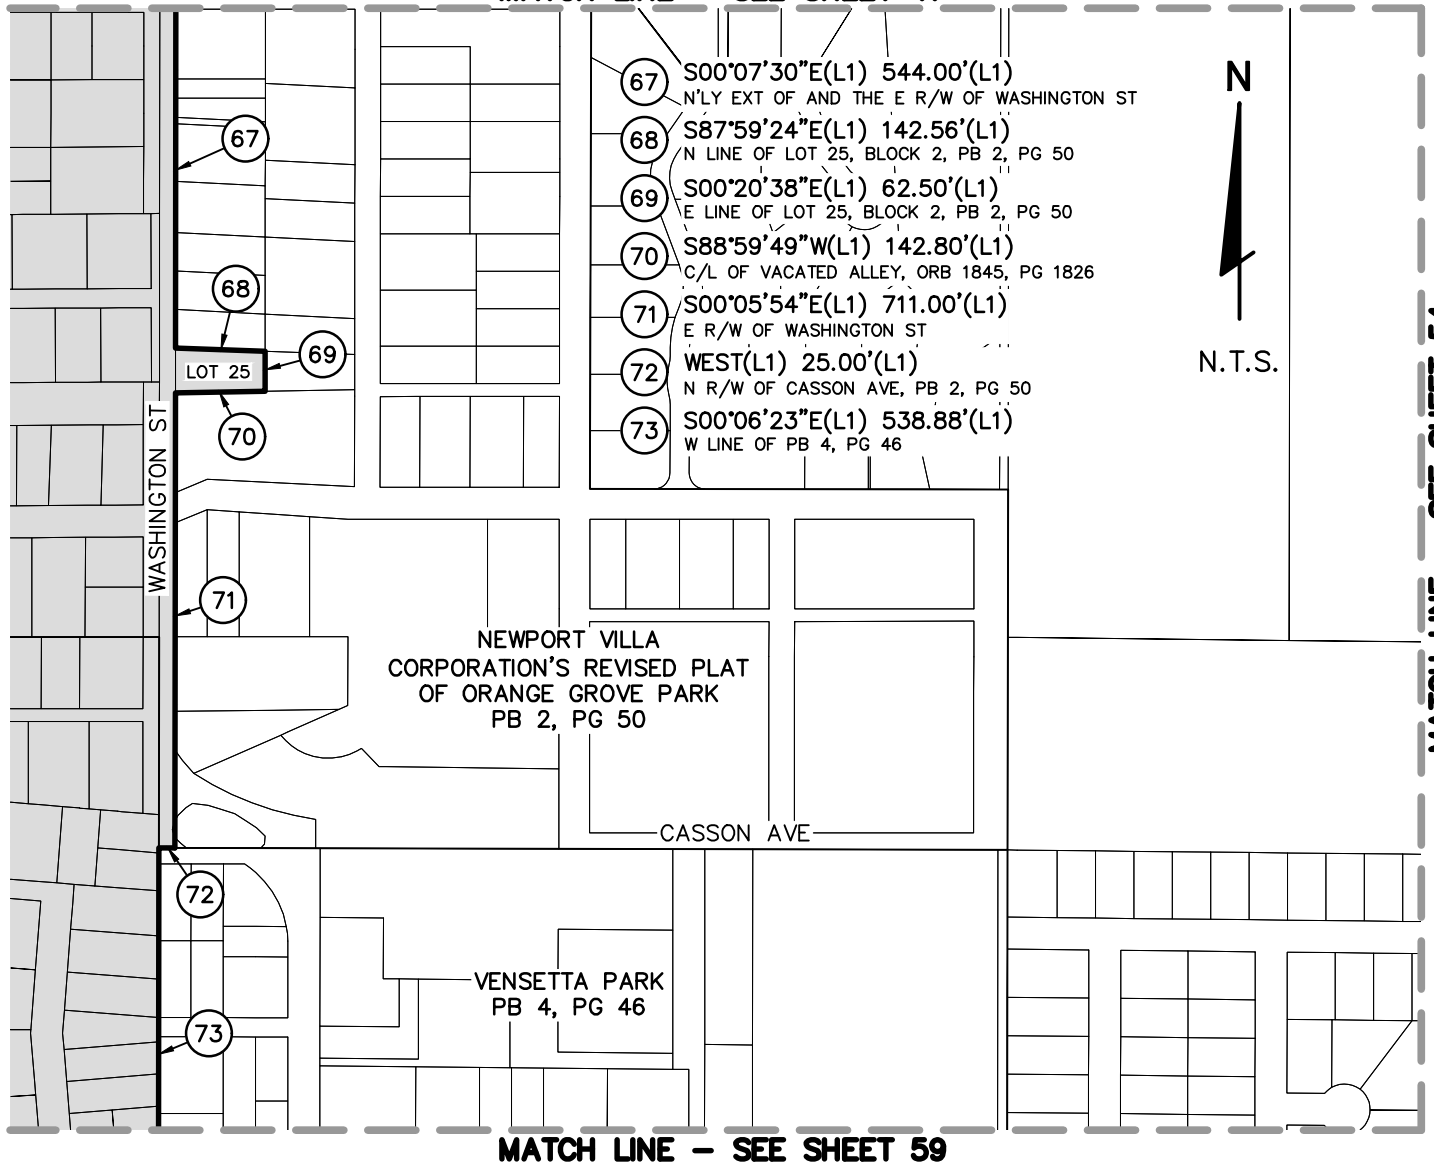 67
S00°07'30"E(L1) 544.00'(L1)
N'LY EXT OF AND THE E R/W OF WASHINGTON ST
68
S87°59'24"E(L1) 142.56'(L1)
N LINE OF LOT 25, BLOCK 2, PB 2, PG 50
69
S00°20'38"E(L1) 62.50'(L1)
E LINE OF LOT 25, BLOCK 2, PB 2, PG 50
70
S88°59'49"W(L1) 142.80'(L1)
C/L OF VACATED ALLEY, ORB 1845, PG 1826
71
S00°05'54"E(L1) 711.00'(L1)
E R/W OF WASHINGTON ST
72
WEST(L1) 25.00'(L1)
N R/W OF CASSON AVE, PB 2, PG 50
73
S00°06'23"E(L1) 538.88'(L1)
W LINE OF PB 4, PG 46
N
N.T.S.
67
68
69
LOT 25
70
WASHINGTON ST
71
NEWPORT VILLA
CORPORATION'S REVISED PLAT
OF ORANGE GROVE PARK
PB 2, PG 50
CASSON AVE
72
VENSETTA PARK
PB 4, PG 46
73
MATCH LINE - SEE SHEET 59